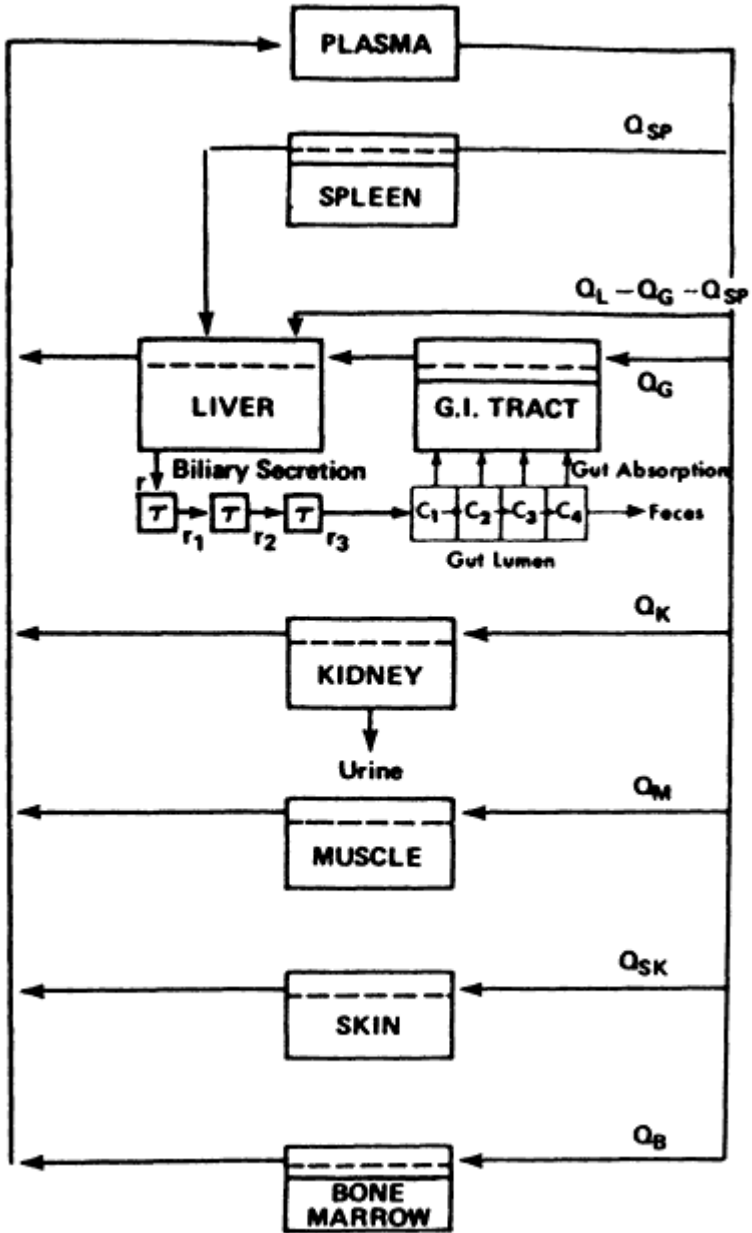 PLASMA
Q_SP
SPLEEN
Q_L – Q_G – Q_SP
LIVER
G.I. TRACT
Q_G
r
Biliary Secretion
Gut Absorption
τ
τ
τ
C_1
C_2
C_3
C_4
Feces
r_1
r_2
r_3
Gut Lumen
Q_K
KIDNEY
Urine
Q_M
MUSCLE
Q_SK
SKIN
Q_B
BONE
MARROW